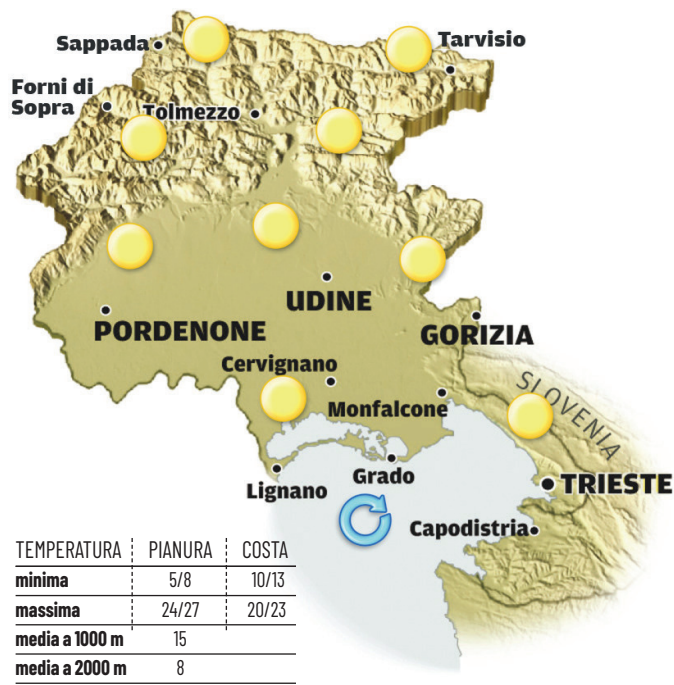 Sappada
Tarvisio
Forni di
Sopra
Tolmezzo
UDINE
PORDENONE
GORIZIA
Cervignano
SLOVENIA
Monfalcone
Grado
TRIESTE
Lignano
Capodistria
TEMPERATURA PIANURA COSTA
minima 5/8 10/13
massima 24/27 20/23
media a 1000 m 15
media a 2000 m 8